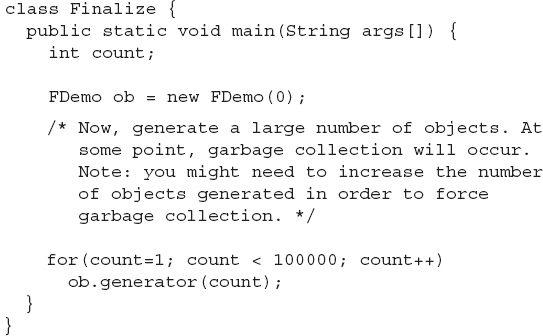 class Finalize {
  public static void main(String args[]) {
    int count;

    FDemo ob = new FDemo(0);

    /* Now, generate a large number of objects. At
       some point, garbage collection will occur.
       Note: you might need to increase the number
       of objects generated in order to force
       garbage collection. */

    for(count=1; count < 100000; count++)
      ob.generator(count);
  }
}